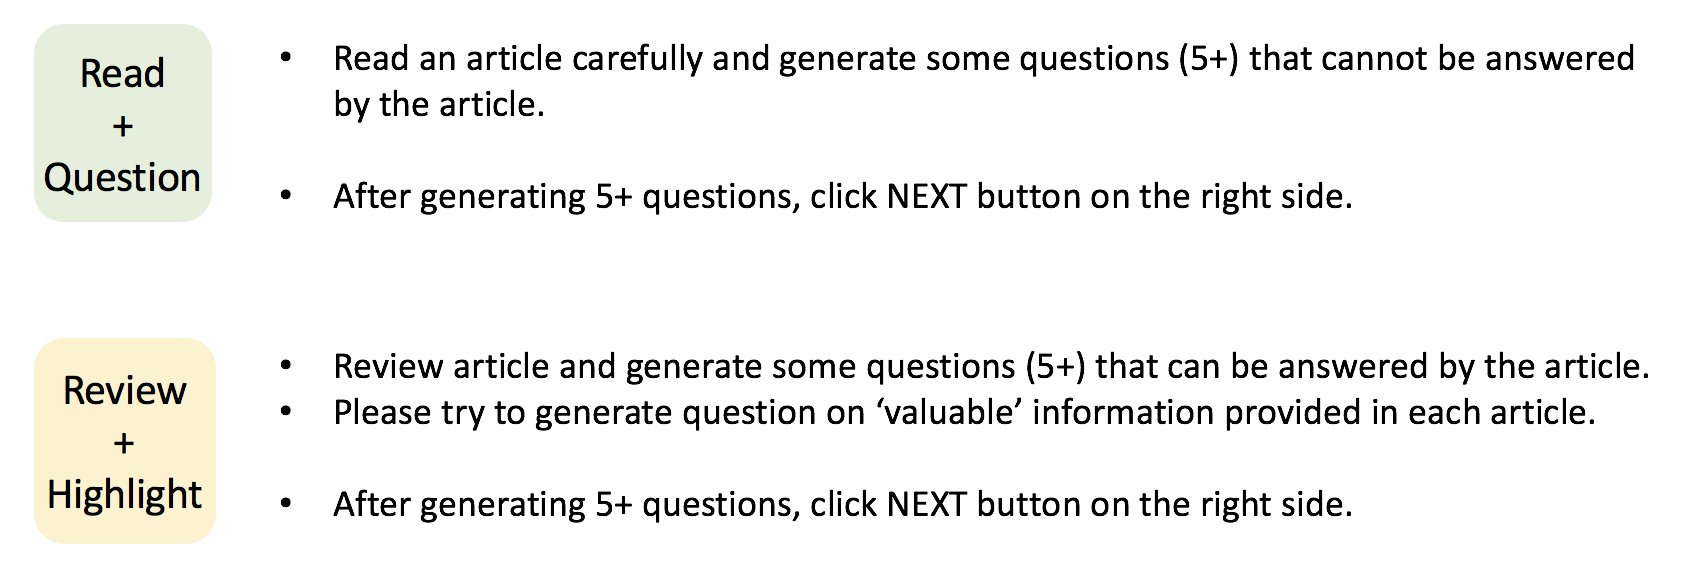 Read
+
Question
• Read an article carefully and generate some questions (5+) that cannot be answered
by the article.
• After generating 5+ questions, click NEXT button on the right side.
Review
+
Highlight
• Review article and generate some questions (5+) that can be answered by the article.
• Please try to generate question on ‘valuable’ information provided in each article.
• After generating 5+ questions, click NEXT button on the right side.